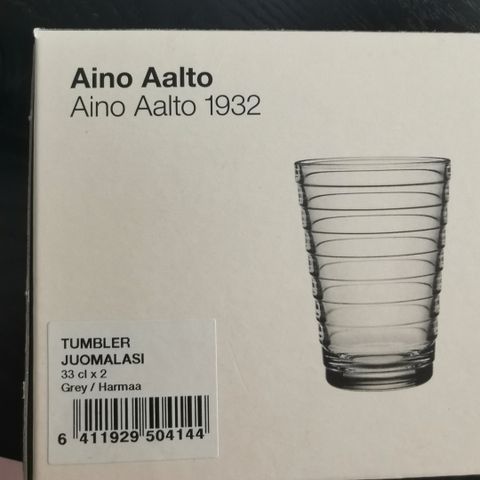 Aino Aalto
Aino Aalto 1932
TUMBLER
JUOMALASI
33 cl x 2
Grey / Harmaa
6 411929 504144